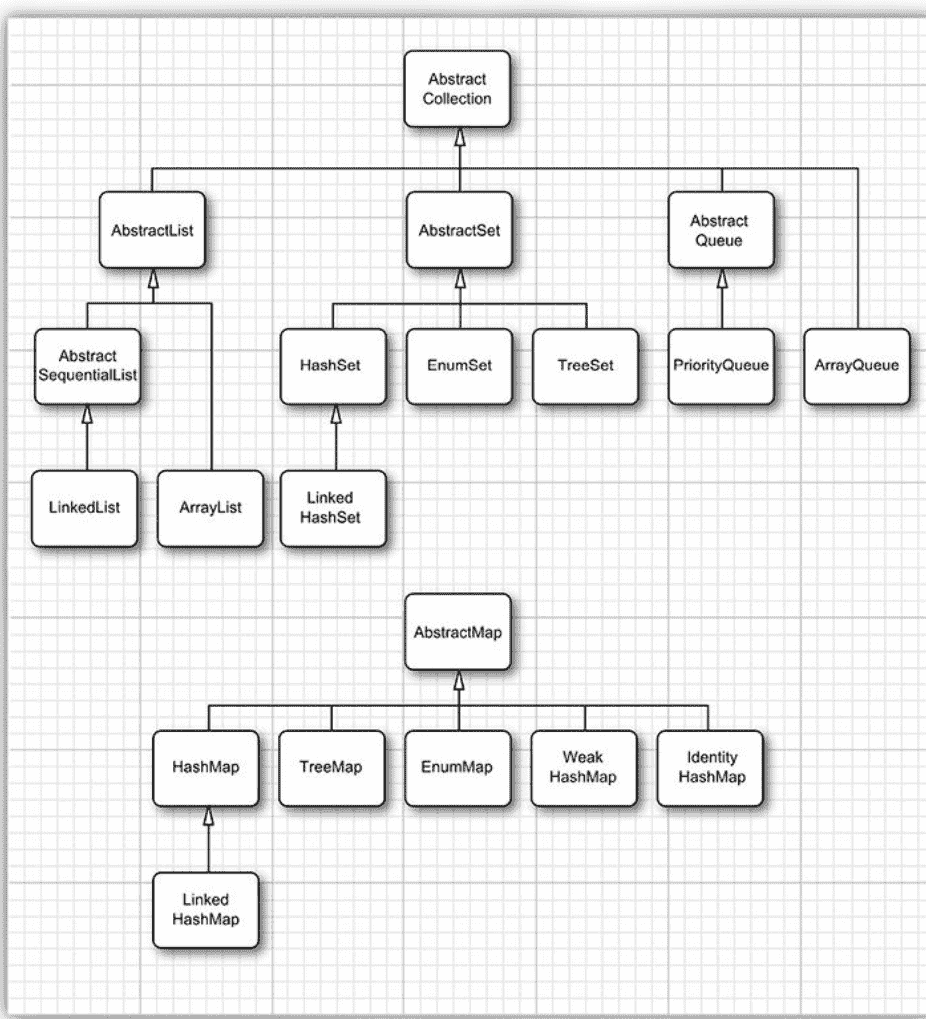 Abstract
Collection
AbstractList
AbstractSet
Abstract
Queue
Abstract
SequentialList
HashSet
EnumSet
TreeSet
PriorityQueue
ArrayQueue
LinkedList
ArrayList
Linked
HashSet
AbstractMap
HashMap
TreeMap
EnumMap
Weak
HashMap
Identity
HashMap
Linked
HashMap